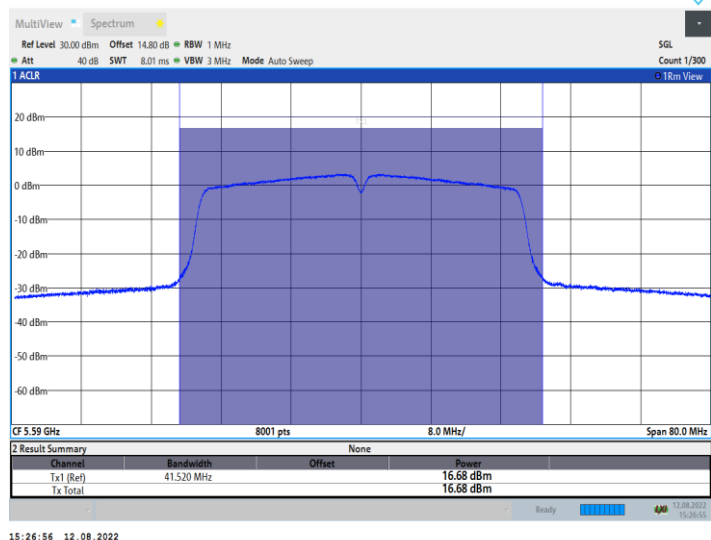 MultiView Spectrum
Ref Level 30.00 dBm Offset 14.80 dB RBW 1 MHz SGL
Att 40 dB SWT 8.01 ms VBW 3 MHz Mode Auto Sweep Count 1/300
1 ACLR 1Rm View
20 dBm
10 dBm
0 dBm
-10 dBm
-20 dBm
-30 dBm
-40 dBm
-50 dBm
-60 dBm
CF 5.59 GHz 8001 pts 8.0 MHz/ Span 80.0 MHz
2 Result Summary None
Channel Bandwidth Offset Power
Tx1 (Ref) 41.520 MHz 16.68 dBm
Tx Total 16.68 dBm
Ready 12.08.2022
15:26:55
15:26:56 12.08.2022